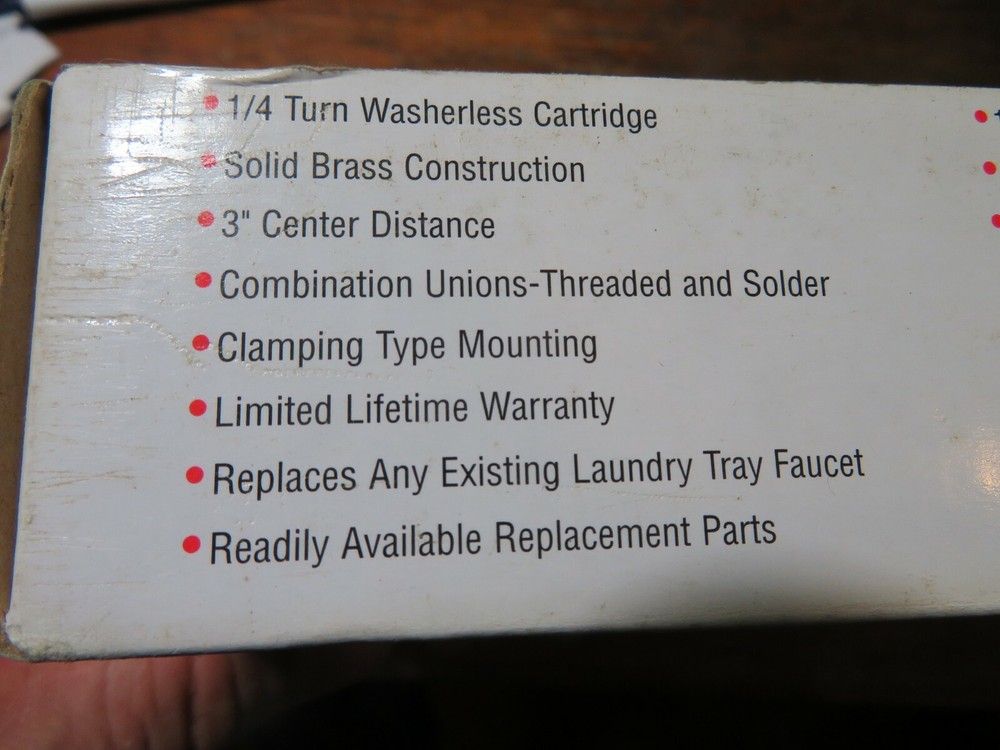 • 1/4 Turn Washerless Cartridge
• Solid Brass Construction
• 3" Center Distance
• Combination Unions-Threaded and Solder
• Clamping Type Mounting
• Limited Lifetime Warranty
• Replaces Any Existing Laundry Tray Faucet
• Readily Available Replacement Parts